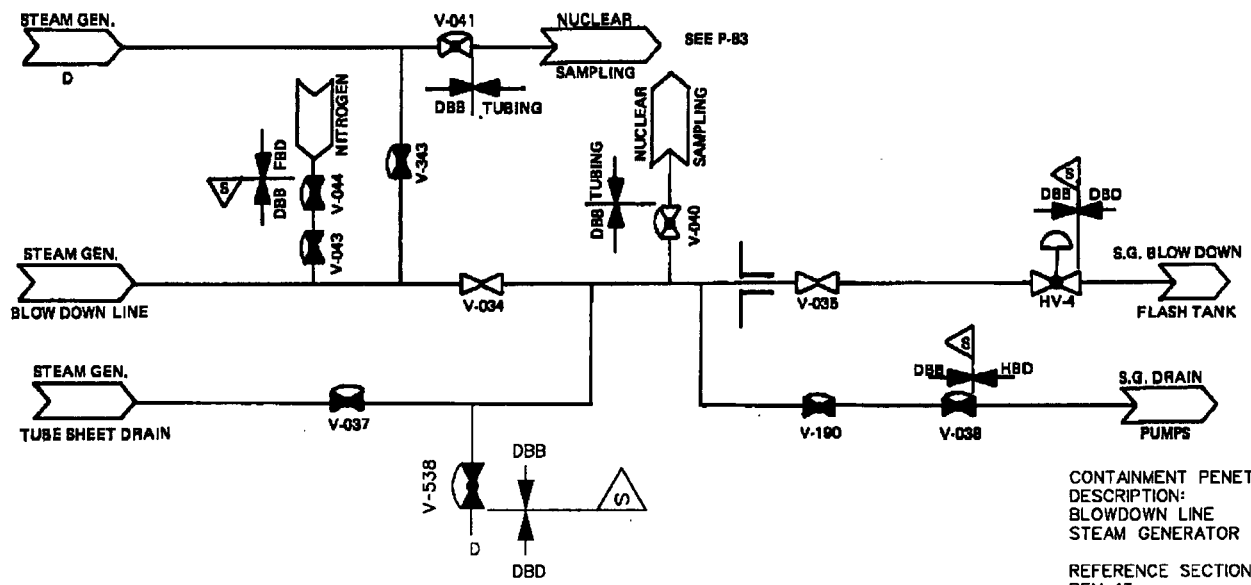 STEAM GEN.
D
V-041
NUCLEAR
SAMPLING
SEE P-83
DBB TUBING
NITROGEN
V-343
FBD
DBB
S
V-044
V-043
NUCLEAR
SAMPLING
DBB TUBING
V-040
S
DBB DBD
STEAM GEN.
BLOW DOWN LINE
V-034
V-035
HV-4
S.G. BLOW DOWN
FLASH TANK
S
DBB HBD
STEAM GEN.
TUBE SHEET DRAIN
V-037
V-190
V-038
S.G. DRAIN
PUMPS
V-538
DBB
S
D
DBD
CONTAINMENT PENET
DESCRIPTION:
BLOWDOWN LINE
STEAM GENERATOR
REFERENCE SECTION